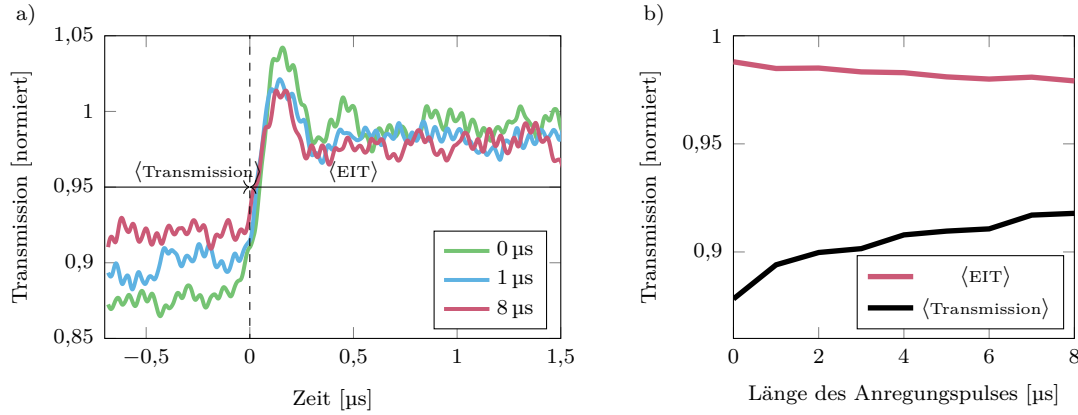 a)
Transmission [normiert]
1,05
1
0,95
0,9
0,85
⟨Transmission⟩
⟨EIT⟩
0 µs
1 µs
8 µs
−0,5
0
0,5
1
1,5
Zeit [µs]
b)
Transmission [normiert]
1
0,95
0,9
⟨EIT⟩
⟨Transmission⟩
0
2
4
6
8
Länge des Anregungspulses [µs]